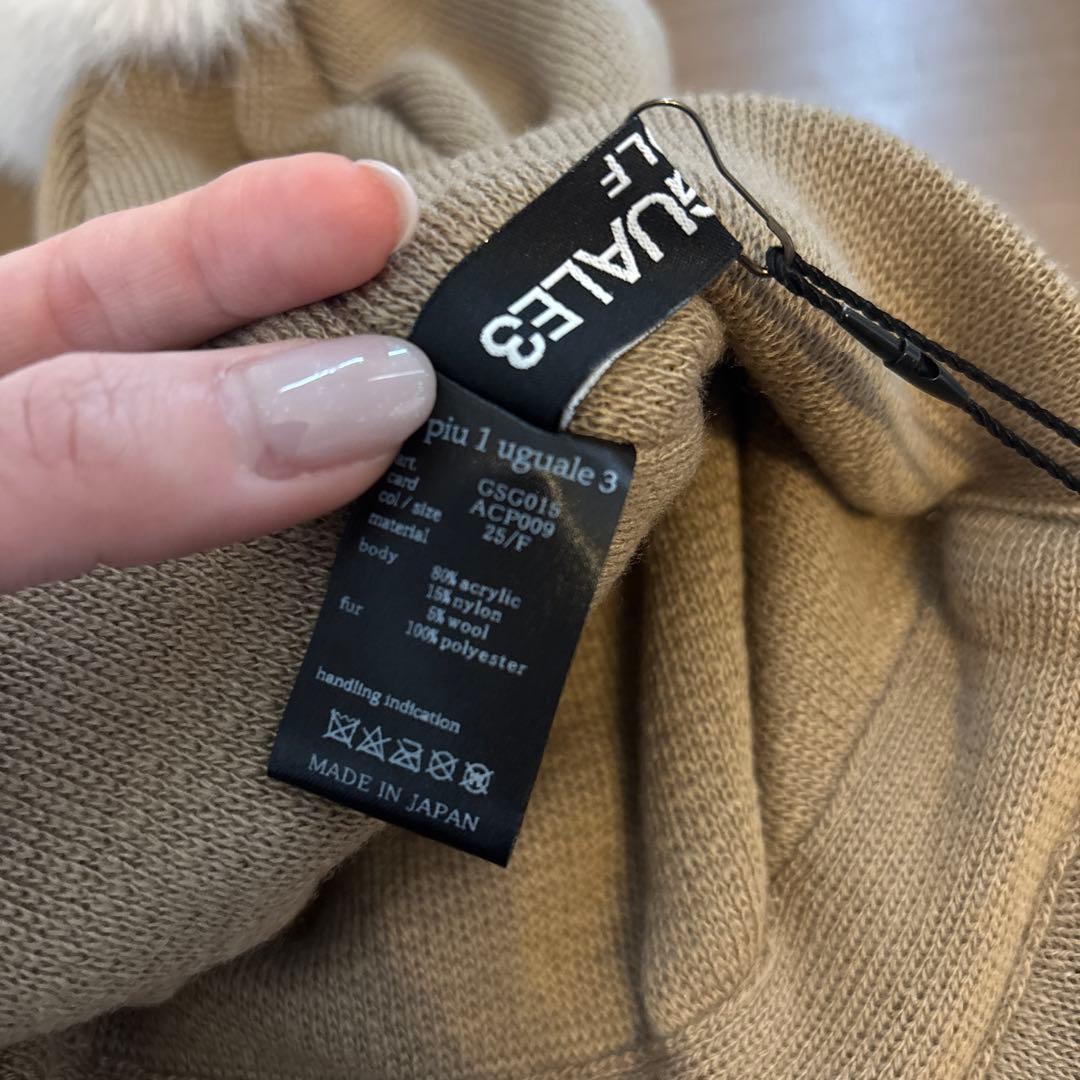 UALE3
LF
piu 1 uguale 3
art.
card GSG018
col / size ACP009
material 25/F
body
80% acrylic
15% nylon
5% wool
fur 100% polyester
handling indication
MADE IN JAPAN